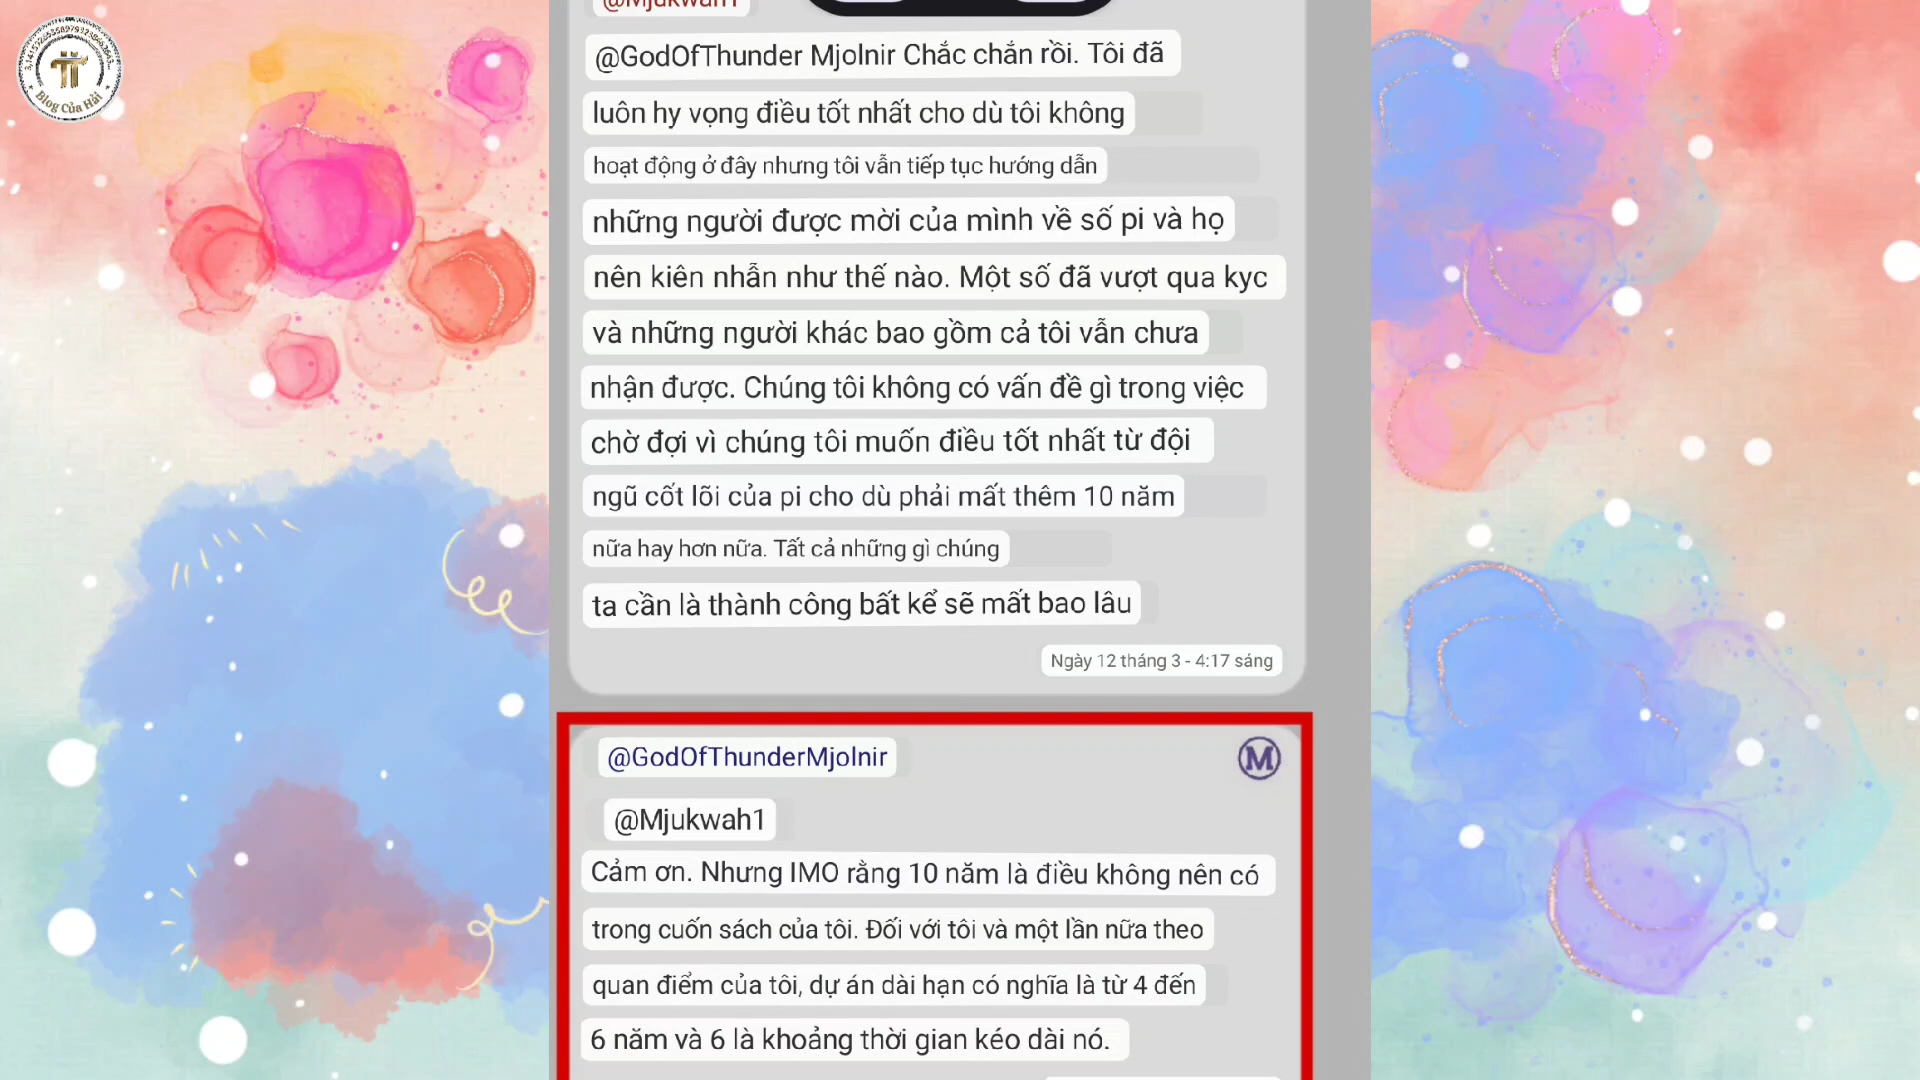 @Mjukwah1
@GodOfThunder Mjolnir Chắc chắn rồi. Tôi đã
luôn hy vọng điều tốt nhất cho dù tôi không
hoạt động ở đây nhưng tôi vẫn tiếp tục hướng dẫn
những người được mời của mình về số pi và họ
nên kiên nhẫn như thế nào. Một số đã vượt qua kyc
và những người khác bao gồm cả tôi vẫn chưa
nhận được. Chúng tôi không có vấn đề gì trong việc
chờ đợi vì chúng tôi muốn điều tốt nhất từ đội
ngũ cốt lõi của pi cho dù phải mất thêm 10 năm
nữa hay hơn nữa. Tất cả những gì chúng
ta cần là thành công bất kể sẽ mất bao lâu
Ngày 12 tháng 3 - 4:17 sáng
@GodOfThunderMjolnir
M
@Mjukwah1
Cảm ơn. Nhưng IMO rằng 10 năm là điều không nên có
trong cuốn sách của tôi. Đối với tôi và một lần nữa theo
quan điểm của tôi, dự án dài hạn có nghĩa là từ 4 đến
6 năm và 6 là khoảng thời gian kéo dài nó.
Blog Của Hải